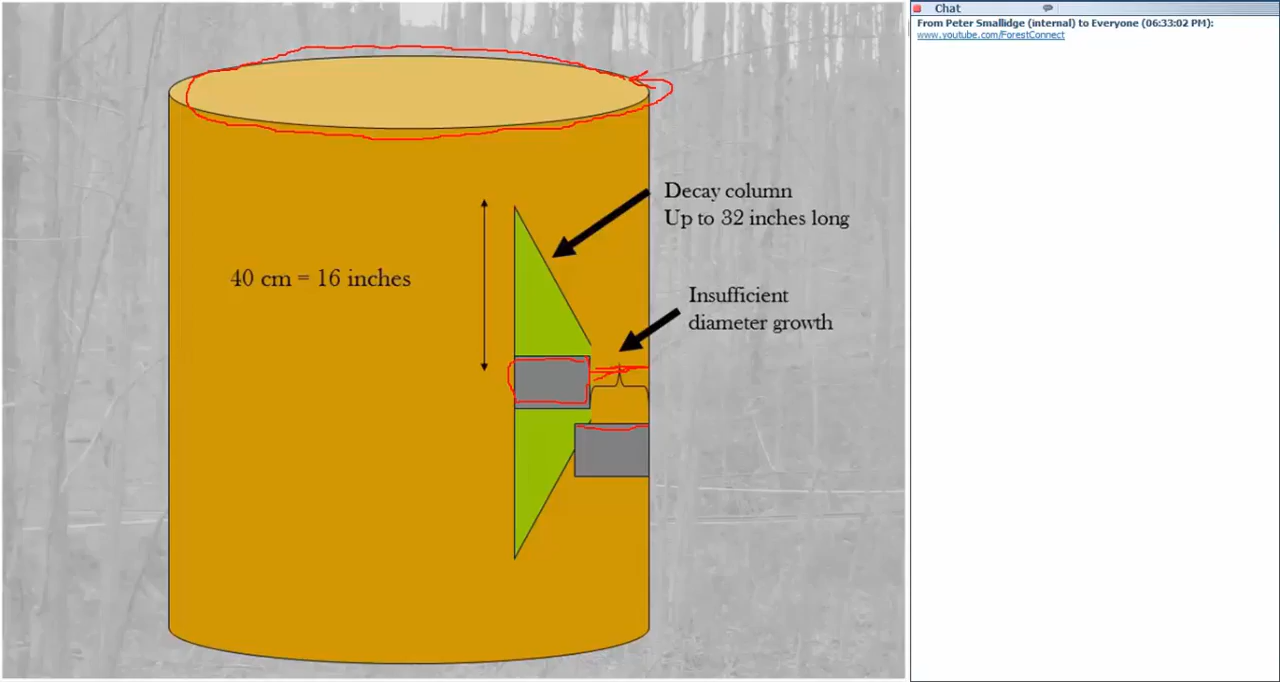 Chat
From Peter Smallidge (internal) to Everyone (06:33:02 PM):
www.youtube.com/ForestConnect
Decay column
Up to 32 inches long
40 cm = 16 inches
Insufficient
diameter growth